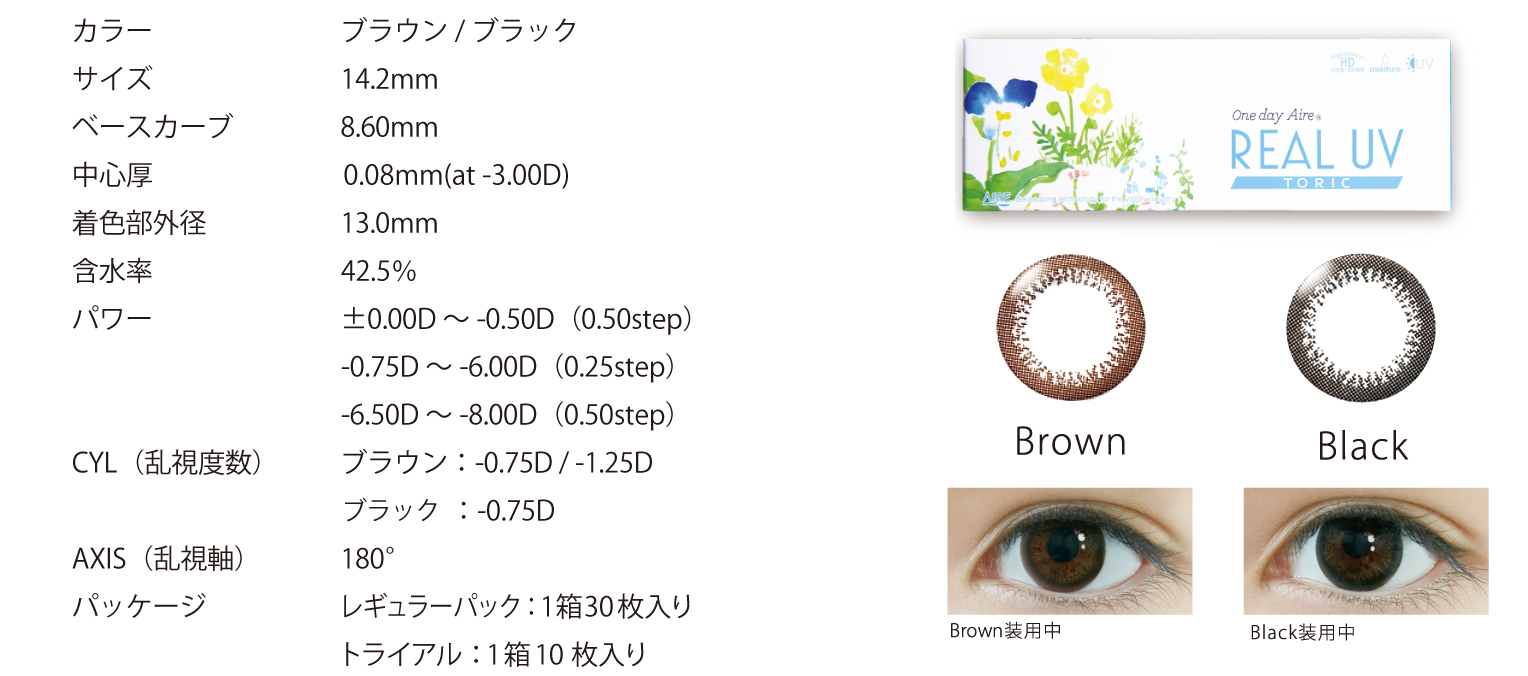 カラー ブラウン / ブラック
サイズ 14.2mm
ベースカーブ 8.60mm
中心厚 0.08mm(at -3.00D)
着色部外径 13.0mm
含水率 42.5%
パワー ±0.00D ～ -0.50D（0.50step）
-0.75D ～ -6.00D（0.25step）
-6.50D ～ -8.00D（0.50step）
CYL（乱視度数） ブラウン：-0.75D / -1.25D
ブラック ：-0.75D
AXIS（乱視軸） 180°
パッケージ レギュラーパック：1箱30枚入り
トライアル：1箱10 枚入り
HD
moisture
UV
One day Aire®
REAL UV
TORIC
AIRE
Brown
Black
Brown装用中
Black装用中